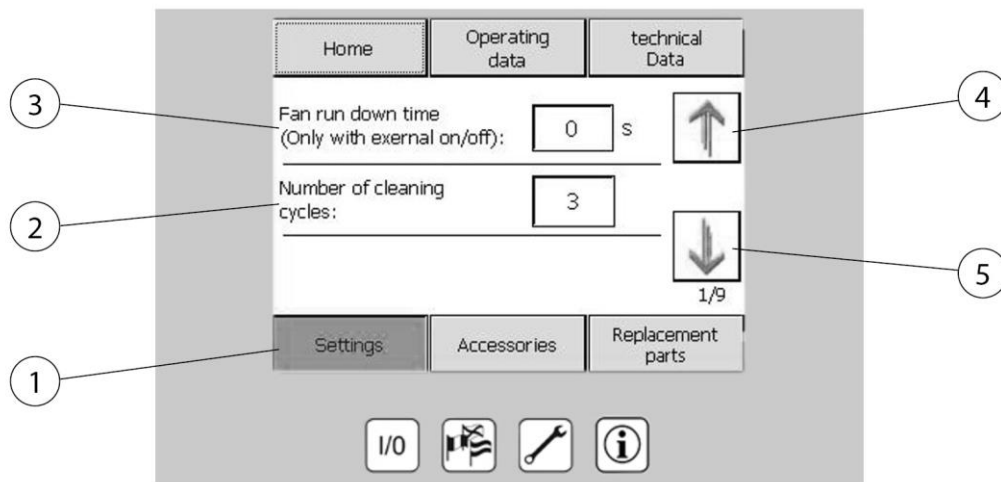 Home
Operating
data
technical
Data
3
Fan run down time
(Only with exernal on/off):
0
s
4
2
Number of cleaning
cycles:
3
5
1/9
1
Settings
Accessories
Replacement
parts
I/0
i